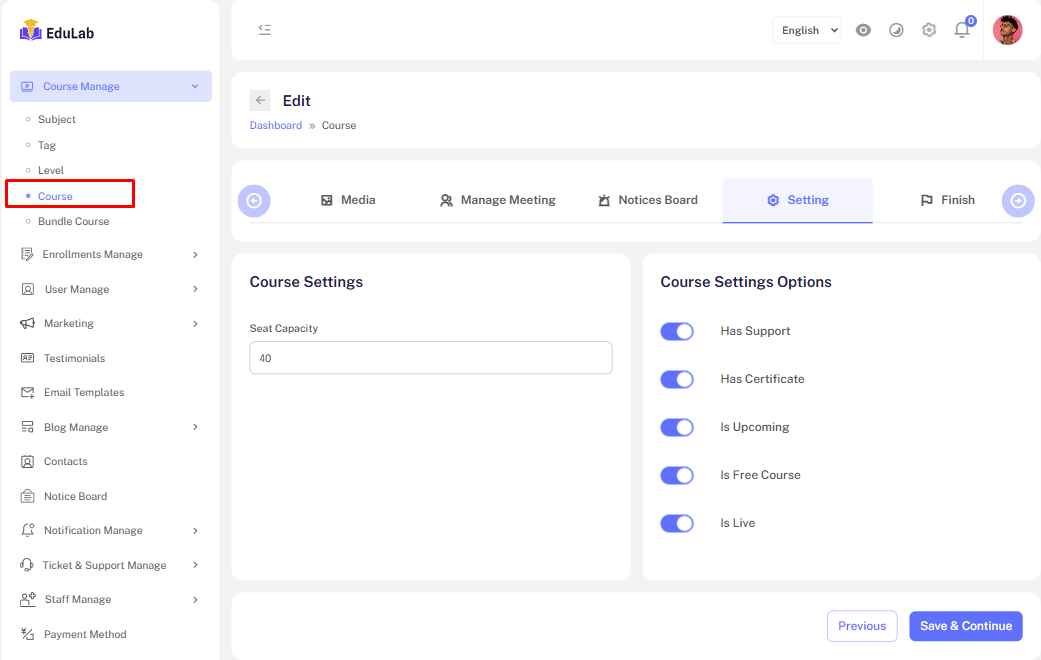 EduLab
English
0
Course Manage
Subject
Tag
Level
Course
Bundle Course
Enrollments Manage
User Manage
Marketing
Testimonials
Email Templates
Blog Manage
Contacts
Notice Board
Notification Manage
Ticket & Support Manage
Staff Manage
Payment Method
Edit
Dashboard » Course
Media
Manage Meeting
Notices Board
Setting
Finish
Course Settings
Seat Capacity
40
Course Settings Options
Has Support
Has Certificate
Is Upcoming
Is Free Course
Is Live
Previous
Save & Continue